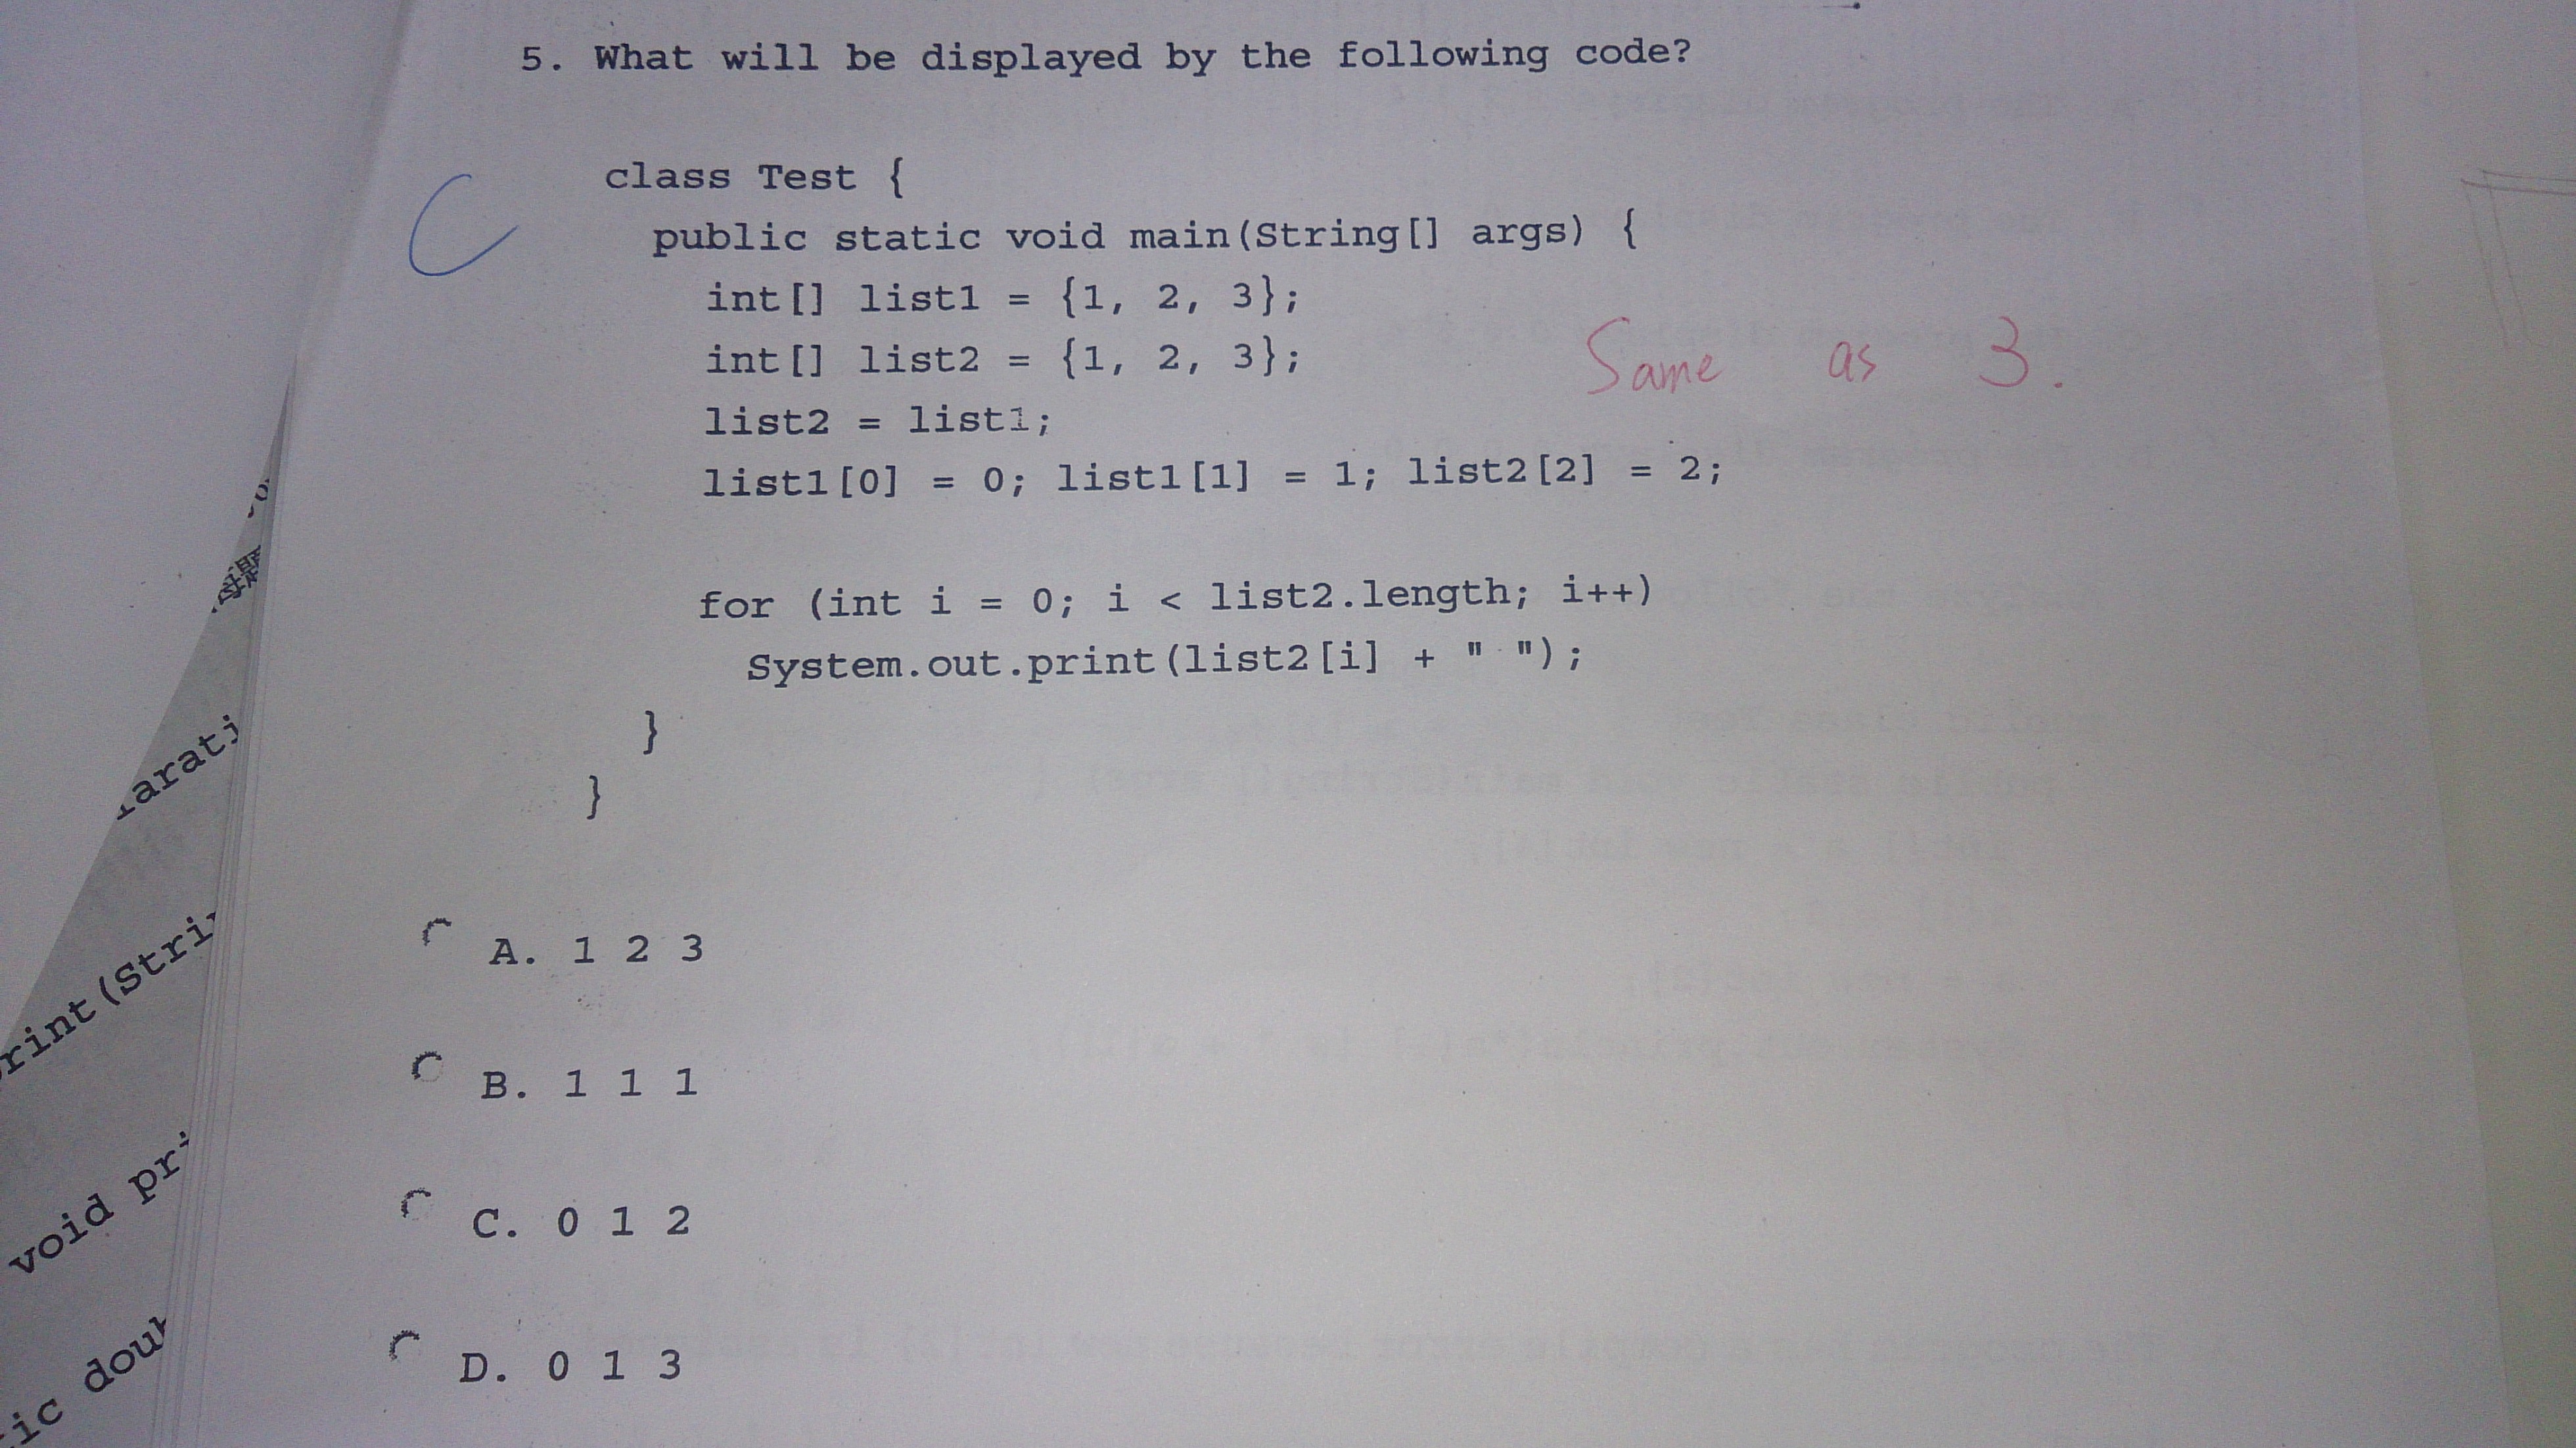 5. What will be displayed by the following code?
C
class Test {
public static void main(String[] args) {
int[] list1 = {1, 2, 3};
int[] list2 = {1, 2, 3};
Same as 3.
list2 = list1;
list1[0] = 0; list1[1] = 1; list2[2] = 2;
for (int i = 0; i < list2.length; i++)
System.out.print(list2[i] + " ");
}
}
A. 1 2 3
B. 1 1 1
C. 0 1 2
D. 0 1 3
arati
rint(Stri
void pri
ic dou